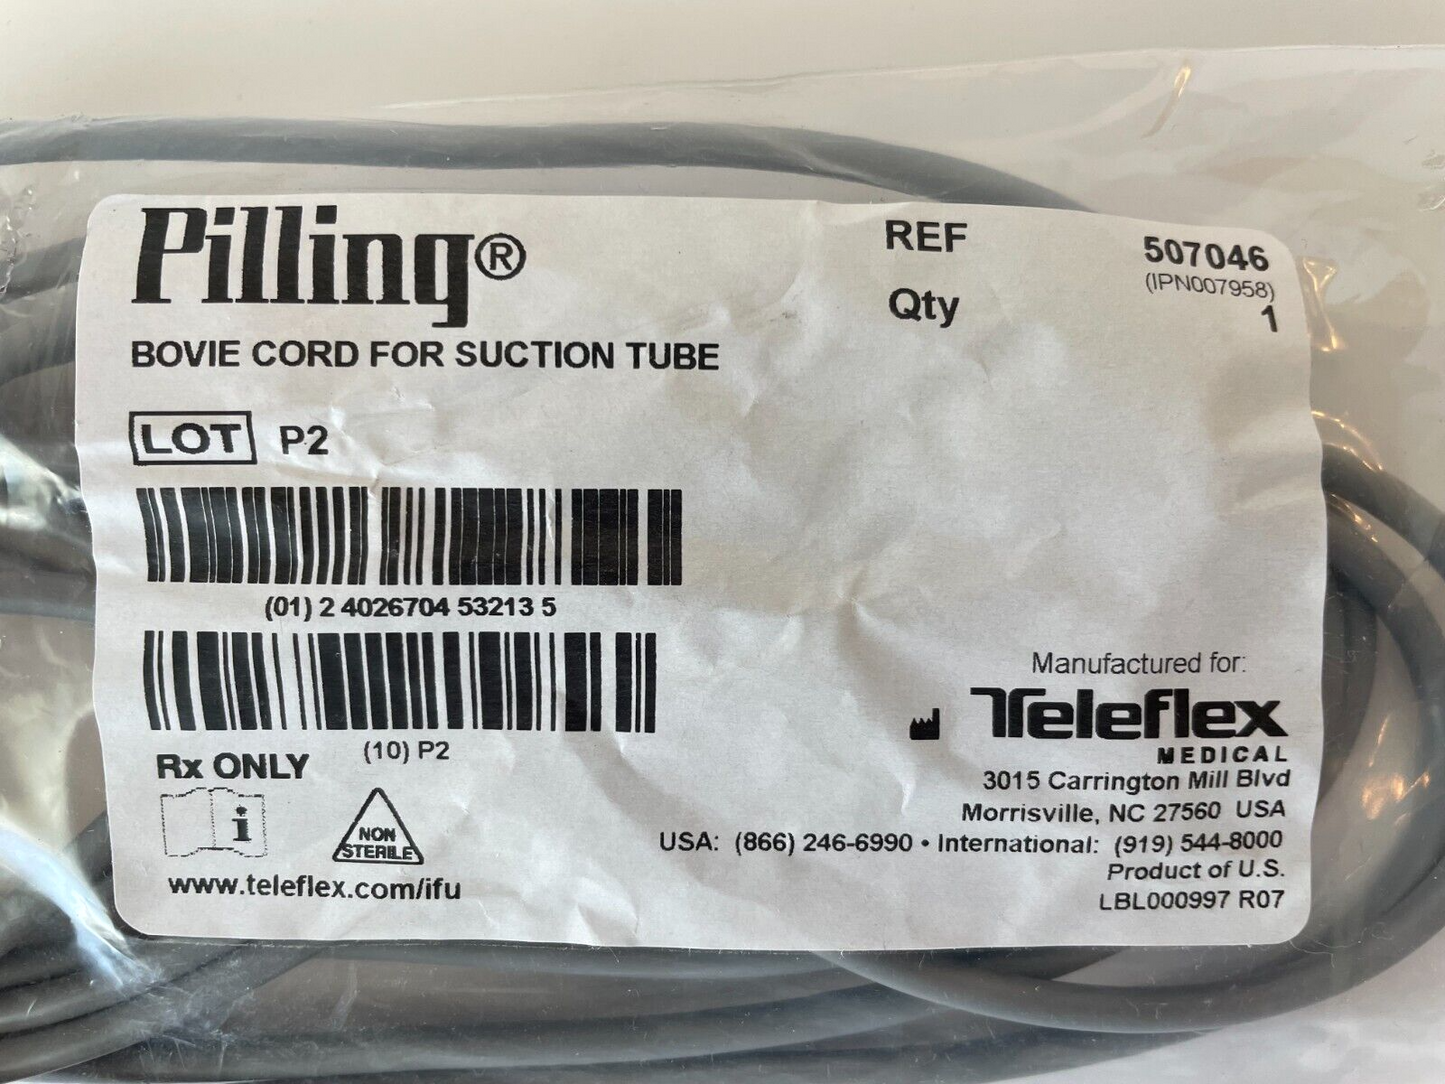 Pilling®
BOVIE CORD FOR SUCTION TUBE
REF 507046
(IPN007958)
Qty 1
LOT P2
(01) 2 4026704 53213 5
(10) P2
Rx ONLY
i
NON
STERILE
www.teleflex.com/ifu
Manufactured for:
Teleflex
MEDICAL
3015 Carrington Mill Blvd
Morrisville, NC 27560 USA
USA: (866) 246-6990 • International: (919) 544-8000
Product of U.S.
LBL000997 R07